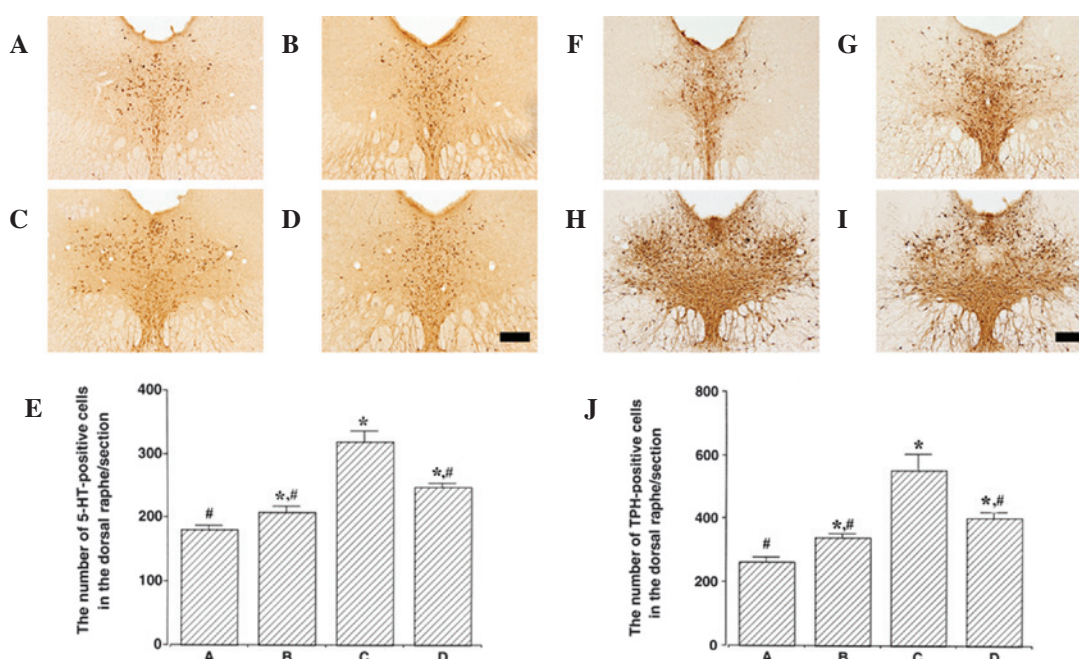 A
B
F
G
C
D
H
I
E
The number of 5-HT-positive cells
in the dorsal raphe/section
400
300
200
100
0
#
*,#
*
*,#
A
B
C
D
J
The number of TPH-positive cells
in the dorsal raphe/section
800
600
400
200
0
#
*,#
*
*,#
A
B
C
D